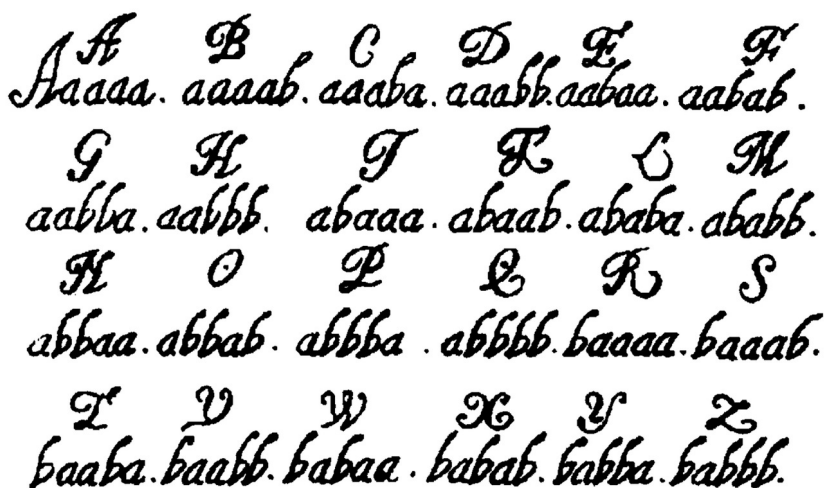 A B C D E F
Aaaaa. aaaab. aaaba. aaabb. aabaa. aabab.
G H I K L M
aabba. aabbb. abaaa. abaab. ababa. ababb.
N O P Q R S
abbaa. abbab. abbba. abbbb. baaaa. baaab.
T V W X Y Z
baaba. baabb. babaa. babab. babba. babbb.